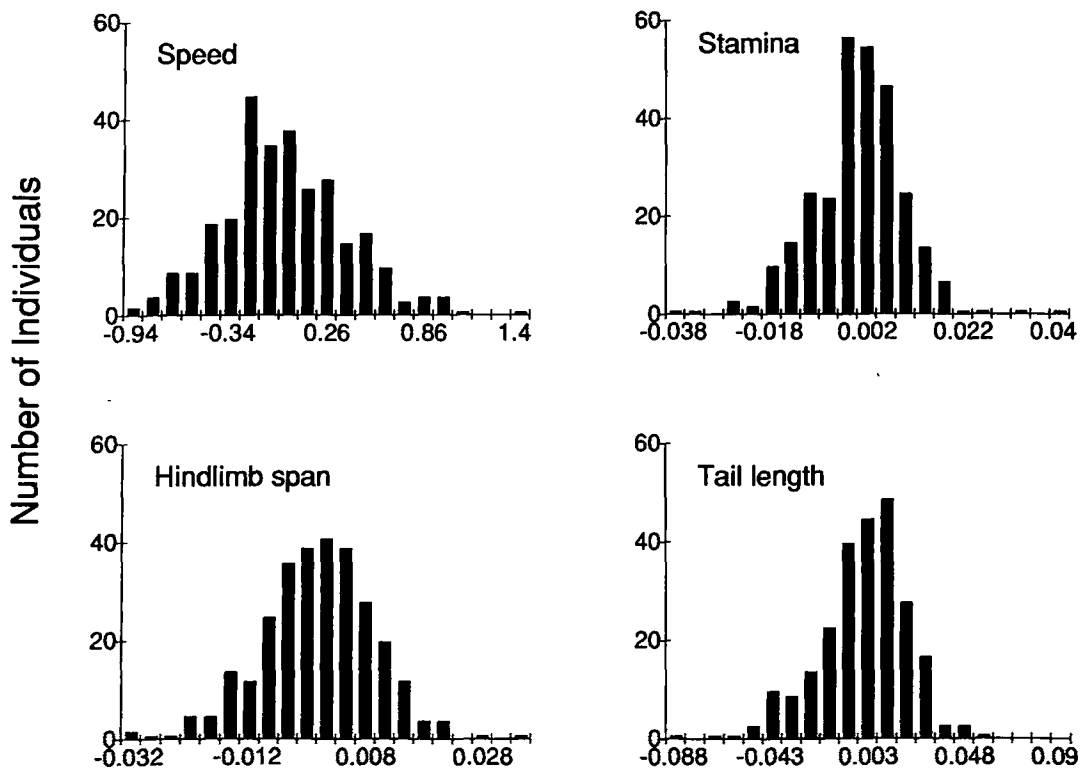 Number of Individuals
Speed
60
40
20
0
-0.94 -0.34 0.26 0.86 1.4
Stamina
60
40
20
0
-0.038 -0.018 0.002 0.022 0.04
Hindlimb span
60
40
20
0
-0.032 -0.012 0.008 0.028
Tail length
60
40
20
0
-0.088 -0.043 0.003 0.048 0.09